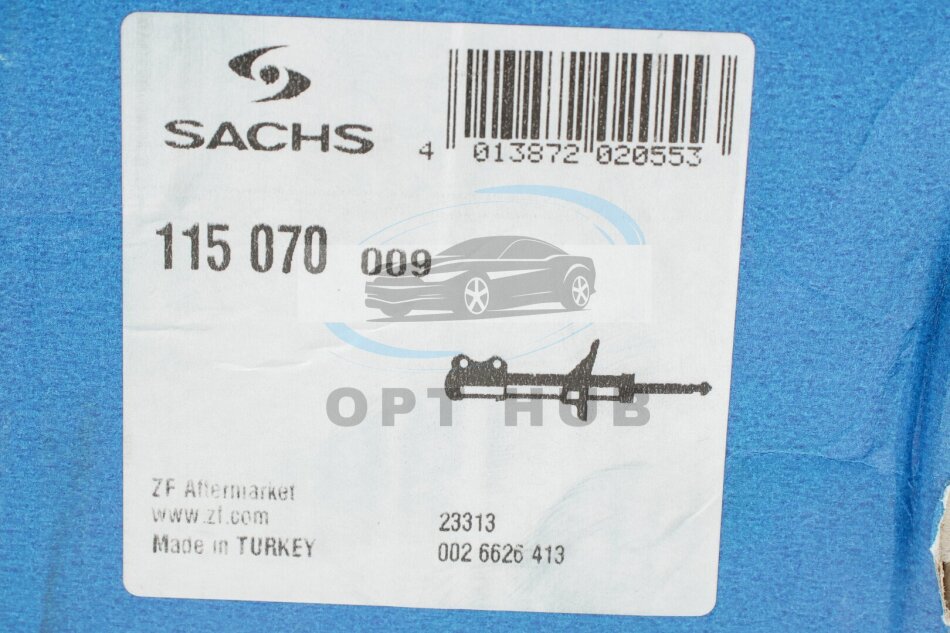 SACHS
4 013872 020553
115 070 009
OPT HUB
ZF Aftermarket
www.zf.com
Made in TURKEY
23313
002 6626 413